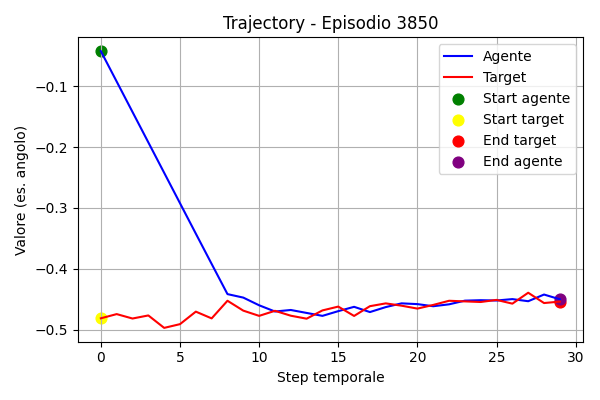 Trajectory - Episodio 3850
Agente
Target
Start agente
Start target
End target
End agente
Valore (es. angolo)
−0.1
−0.2
−0.3
−0.4
−0.5
0 5 10 15 20 25 30
Step temporale